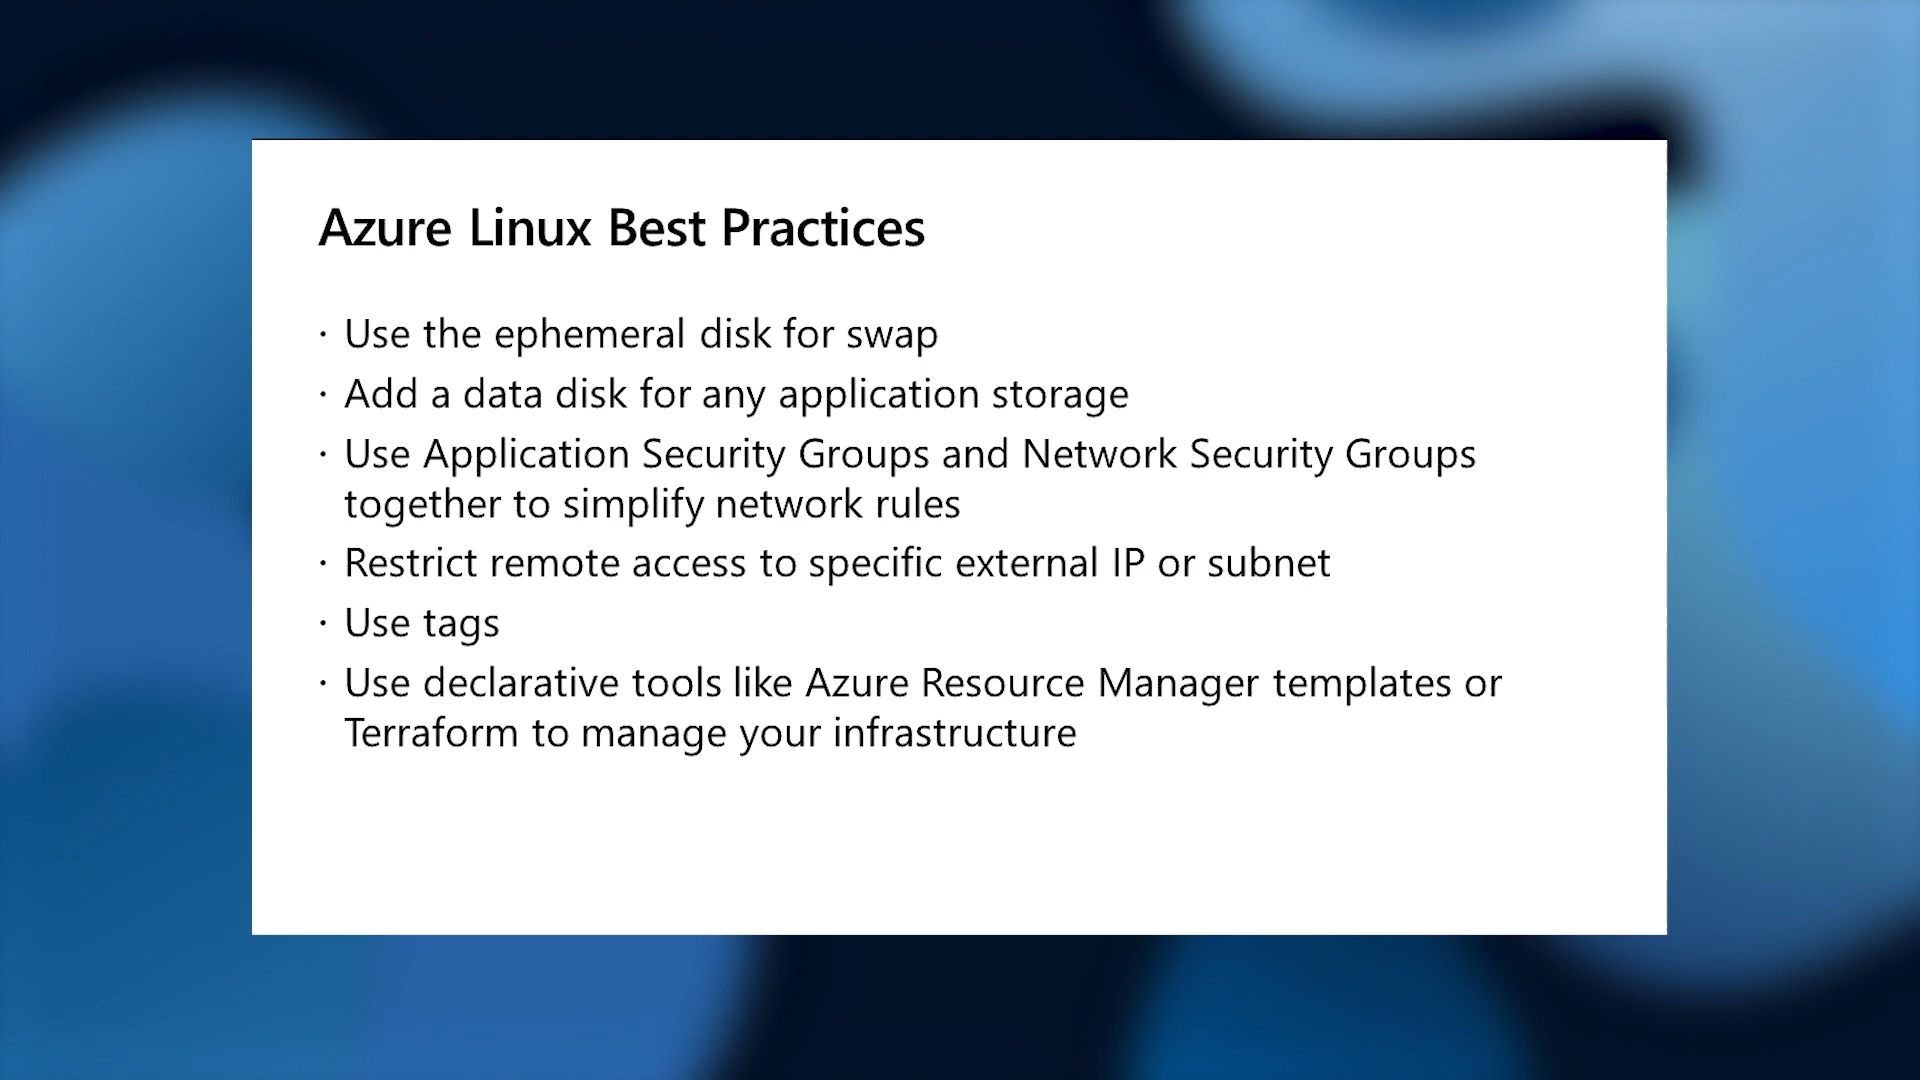 Azure Linux Best Practices
· Use the ephemeral disk for swap
· Add a data disk for any application storage
· Use Application Security Groups and Network Security Groups
together to simplify network rules
· Restrict remote access to specific external IP or subnet
· Use tags
· Use declarative tools like Azure Resource Manager templates or
Terraform to manage your infrastructure